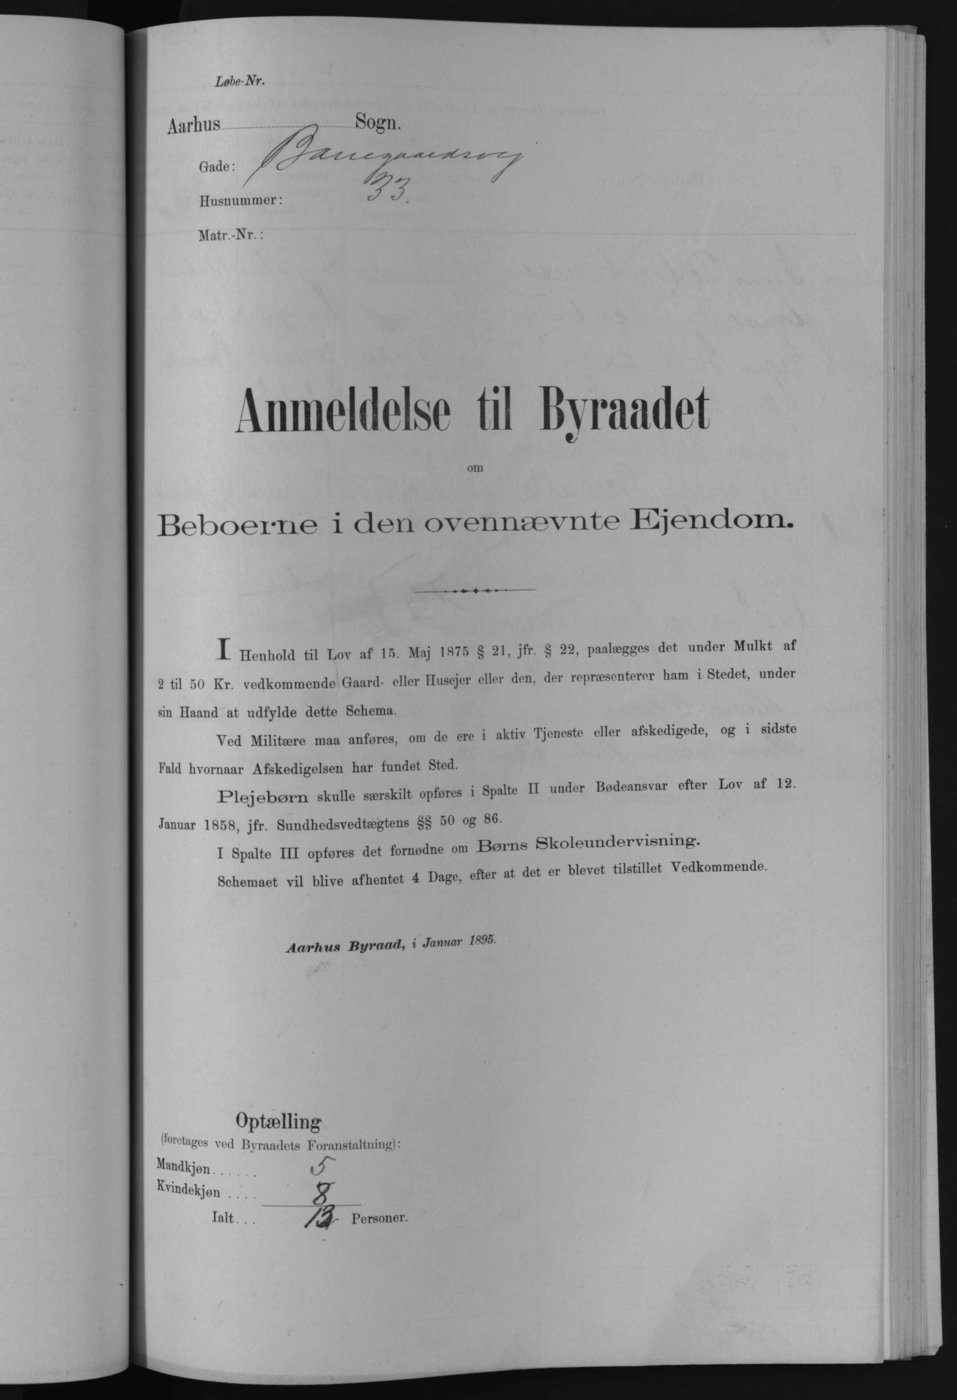 Løbe-Nr.
Aarhus Sogn.
Gade: Banegaardsvej
Husnummer: 33.
Matr.-Nr.:
Anmeldelse til Byraadet
om
Beboerne i den ovennævnte Ejendom.
I Henhold til Lov af 15. Maj 1875 § 21, jfr. § 22, paalægges det under Mulkt af
2 til 50 Kr. vedkommende Gaard- eller Husejer eller den, der repræsenterer ham i Stedet, under
sin Haand at udfylde dette Schema.
Ved Militære maa anføres, om de ere i aktiv Tjeneste eller afskedigede, og i sidste
Fald hvornaar Afskedigelsen har fundet Sted.
Plejebørn skulle særskilt opføres i Spalte II under Bødeansvar efter Lov af 12.
Januar 1858, jfr. Sundhedsvedtægtens §§ 50 og 86.
I Spalte III opføres det fornødne om Børns Skoleundervisning.
Schemaet vil blive afhentet 4 Dage, efter at det er blevet tilstillet Vedkommende.
Aarhus Byraad, i Januar 1895.
Optælling
(foretages ved Byraadets Foranstaltning):
Mandkjøn...... 5
Kvindekjøn .... 8
Ialt... 13 Personer.